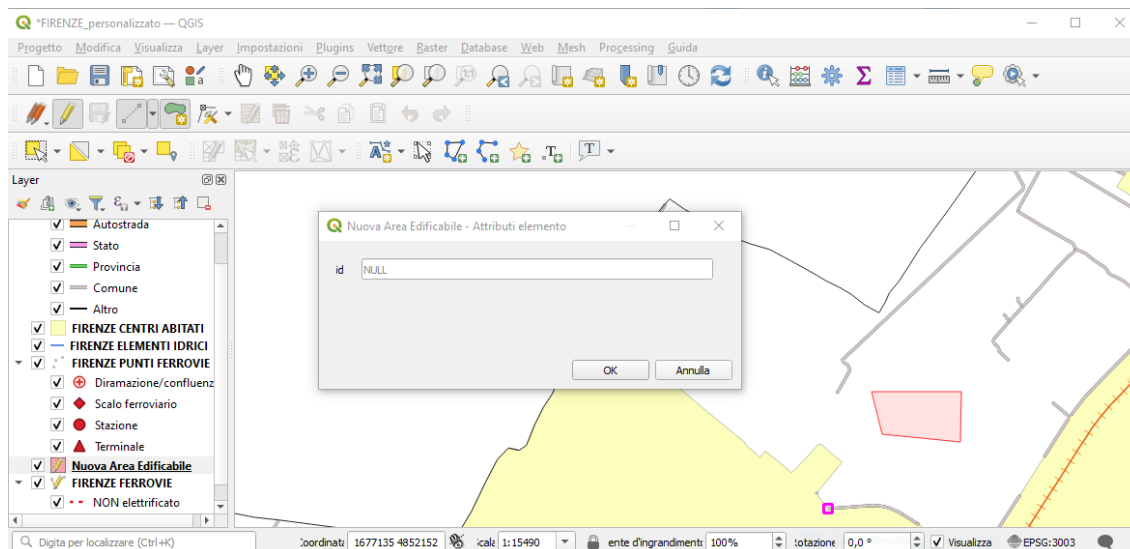 *FIRENZE_personalizzato — QGIS
Progetto Modifica Visualizza Layer Impostazioni Plugins Vettore Raster Database Web Mesh Processing Guida
Layer
Autostrada
Stato
Provincia
Comune
Altro
FIRENZE CENTRI ABITATI
FIRENZE ELEMENTI IDRICI
FIRENZE PUNTI FERROVIE
Diramazione/confluenz
Scalo ferroviario
Stazione
Terminale
Nuova Area Edificabile
FIRENZE FERROVIE
NON elettrificato
Nuova Area Edificabile - Attributi elemento
id NULL
OK Annulla
Digita per localizzare (Ctrl+K) :oordinata 1677135 4852152 icala 1:15490 ente d'ingrandimento 100% otazione 0,0 ° Visualizza EPSG:3003